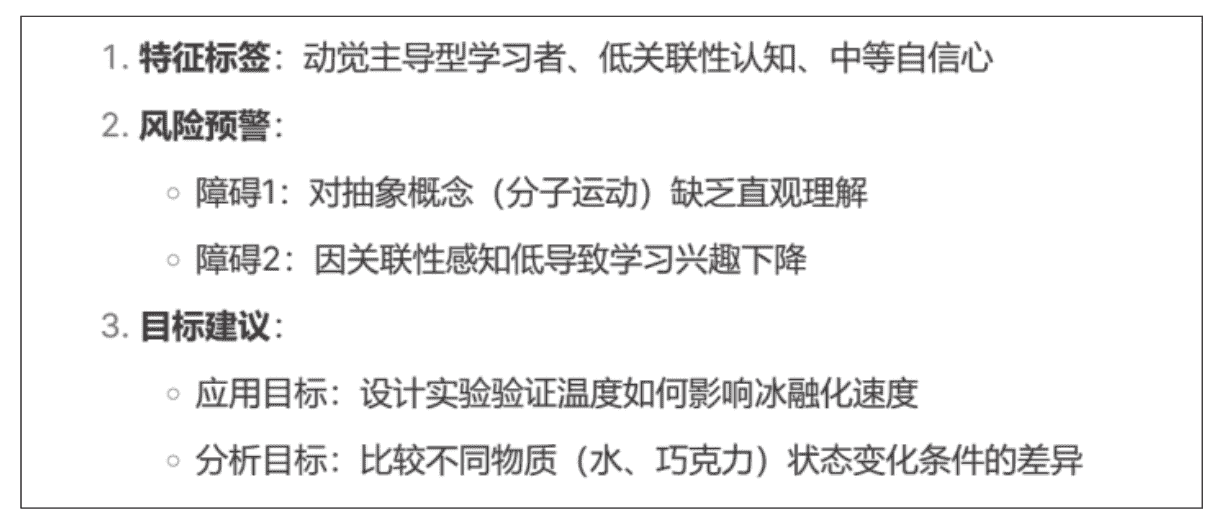 1. 特征标签：动觉主导型学习者、低关联性认知、中等自信心
2. 风险预警：
○ 障碍1：对抽象概念（分子运动）缺乏直观理解
○ 障碍2：因关联性感知低导致学习兴趣下降
3. 目标建议：
○ 应用目标：设计实验验证温度如何影响冰融化速度
○ 分析目标：比较不同物质（水、巧克力）状态变化条件的差异